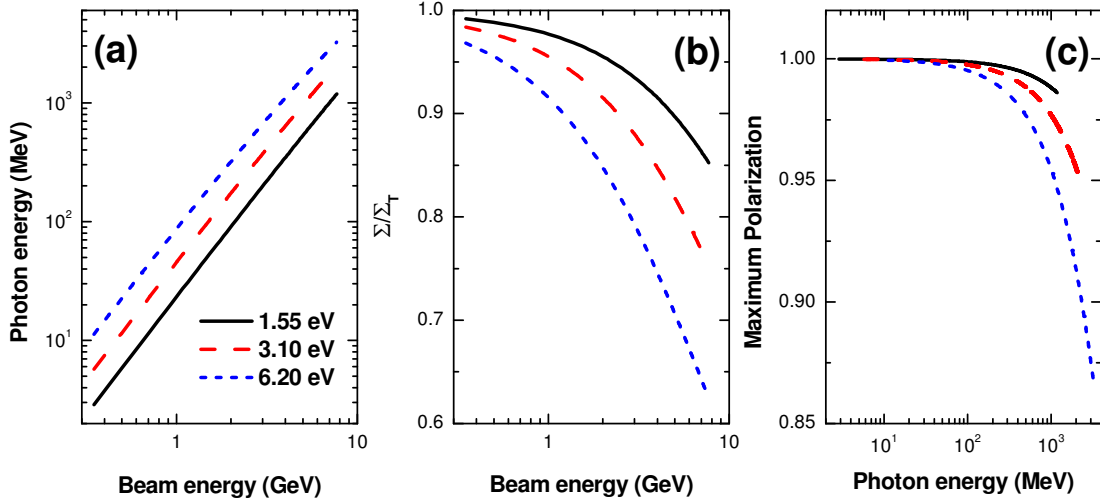 (a)
Photon energy (MeV)
10³
10²
10¹
1.55 eV
3.10 eV
6.20 eV
1
10
Beam energy (GeV)
(b)
Σ/Σ_T
1.0
0.9
0.8
0.7
0.6
1
10
Beam energy (GeV)
(c)
Maximum Polarization
1.00
0.95
0.90
0.85
10¹
10²
10³
Photon energy (MeV)